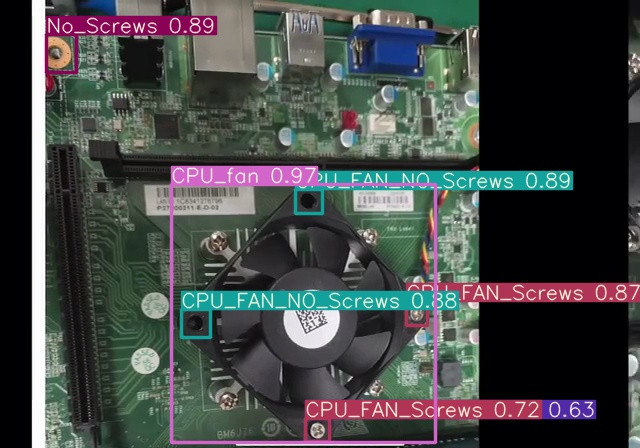 No_Screws 0.89
CPU_fan 0.97
CPU_FAN_NO_Screws 0.89
CPU_FAN_Screws 0.87
CPU_FAN_NO_Screws 0.88
CPU_FAN_Screws 0.72
0.63